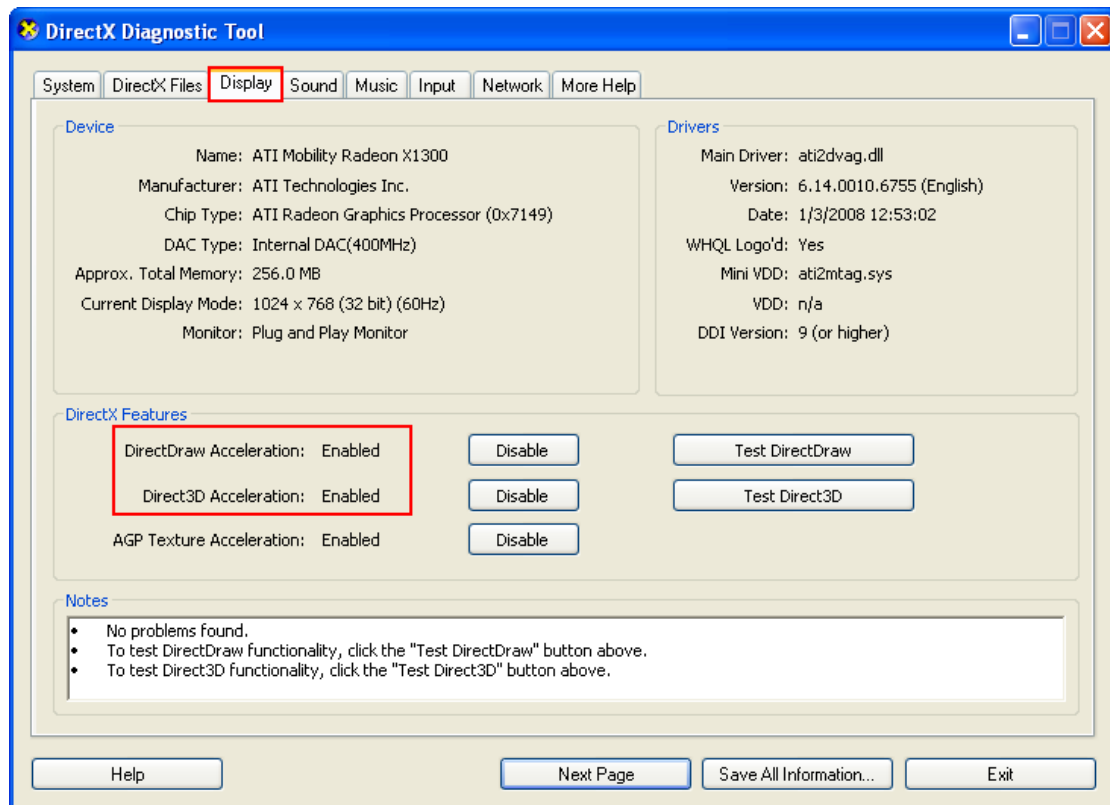 DirectX Diagnostic Tool
System DirectX Files Display Sound Music Input Network More Help
Device
Name: ATI Mobility Radeon X1300
Manufacturer: ATI Technologies Inc.
Chip Type: ATI Radeon Graphics Processor (0x7149)
DAC Type: Internal DAC(400MHz)
Approx. Total Memory: 256.0 MB
Current Display Mode: 1024 x 768 (32 bit) (60Hz)
Monitor: Plug and Play Monitor
Drivers
Main Driver: ati2dvag.dll
Version: 6.14.0010.6755 (English)
Date: 1/3/2008 12:53:02
WHQL Logo'd: Yes
Mini VDD: ati2mtag.sys
VDD: n/a
DDI Version: 9 (or higher)
DirectX Features
DirectDraw Acceleration: Enabled Disable Test DirectDraw
Direct3D Acceleration: Enabled Disable Test Direct3D
AGP Texture Acceleration: Enabled Disable
Notes
• No problems found.
• To test DirectDraw functionality, click the "Test DirectDraw" button above.
• To test Direct3D functionality, click the "Test Direct3D" button above.
Help Next Page Save All Information... Exit